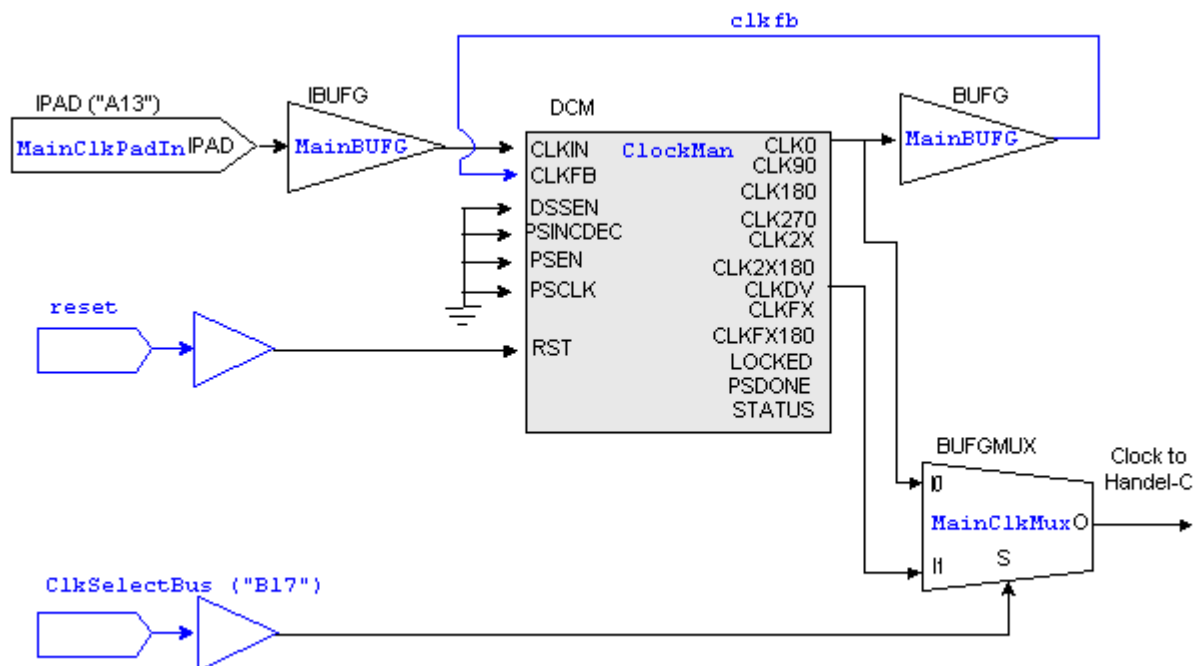 clkfb
IPAD ("A13")
IBUFG
DCM
BUFG
MainClkPadIn IPAD
MainBUFG
MainBUFG
ClockMan
CLKIN
CLKFB
DSSEN
PSINCDEC
PSEN
PSCLK
RST
CLK0
CLK90
CLK180
CLK270
CLK2X
CLK2X180
CLKDV
CLKFX
CLKFX180
LOCKED
PSDONE
STATUS
reset
BUFGMUX
Clock to
Handel-C
I0
MainClkMux O
I1
S
ClkSelectBus ("B17")